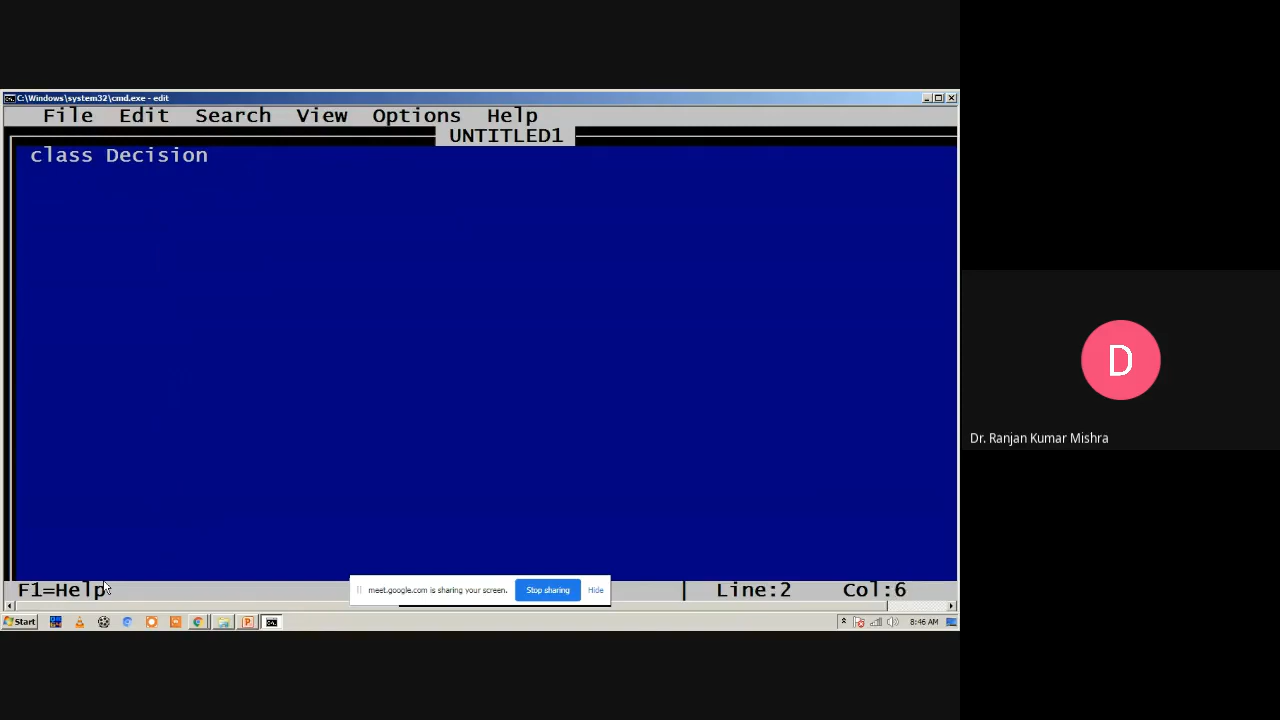 C:\Windows\system32\cmd.exe - edit
File Edit Search View Options Help
UNTITLED1
class Decision
D
Dr. Ranjan Kumar Mishra
F1=Help
meet.google.com is sharing your screen. Stop sharing Hide
Line:2 Col:6
Start
8:46 AM